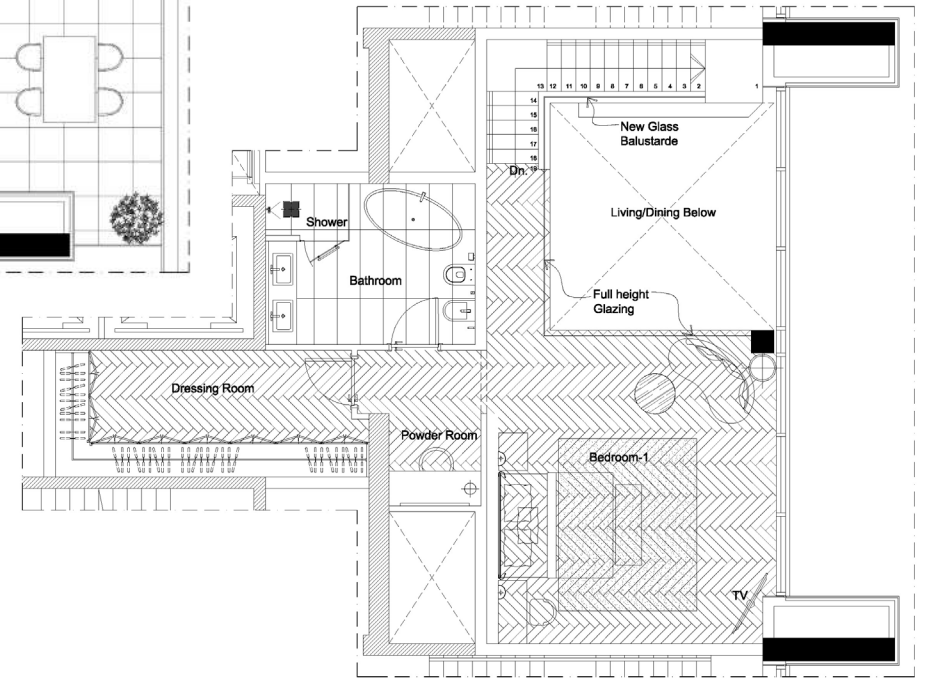 13 12 11 10 9 8 7 6 5 4 3 2 1
14
15
16
17
18
Dn. 19
New Glass
Balustarde
Living/Dining Below
Shower
Bathroom
Full height
Glazing
Dressing Room
Powder Room
Bedroom-1
TV